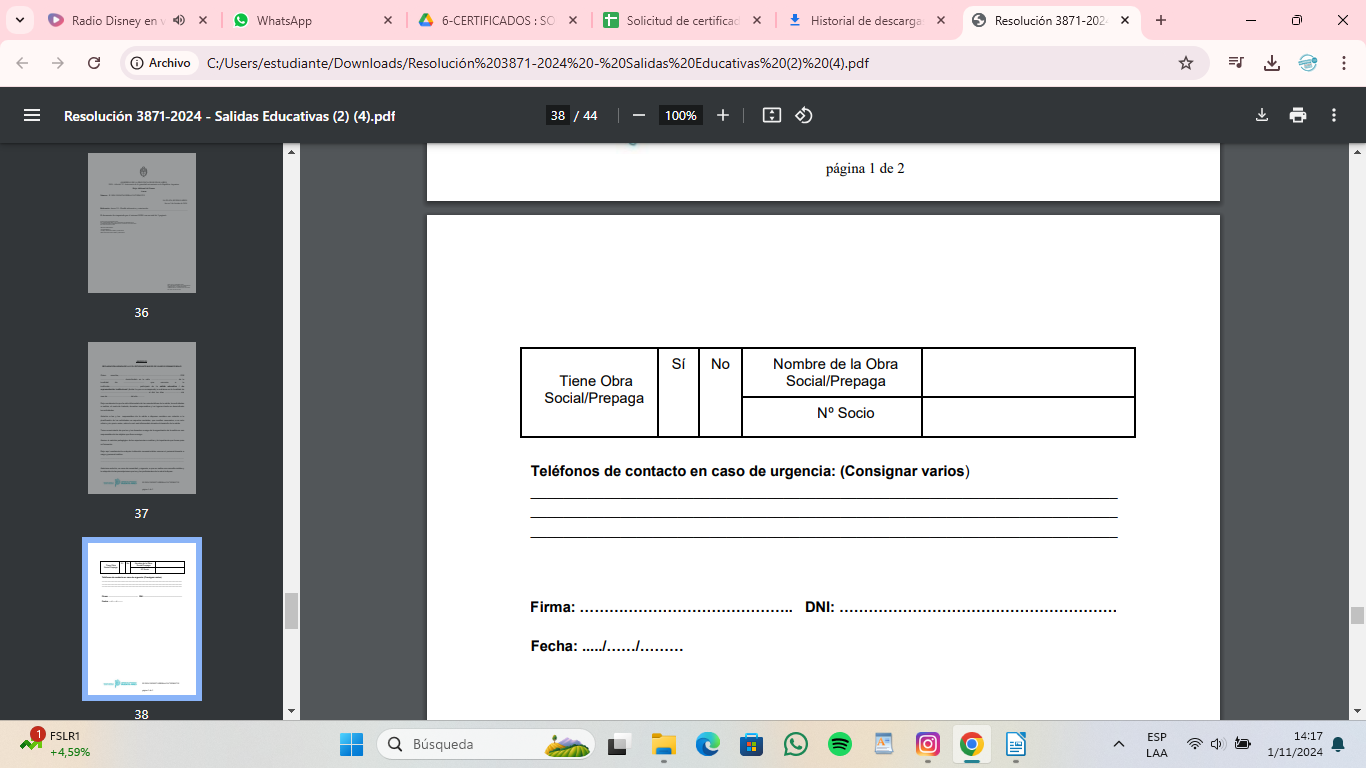 Radio Disney en v
WhatsApp
6-CERTIFICADOS : SO
Solicitud de certificad
Historial de descarga
Resolución 3871-202
Archivo
C:/Users/estudiante/Downloads/Resolución%203871-2024%20-%20Salidas%20Educativas%20(2)%20(4).pdf
Resolución 3871-2024 - Salidas Educativas (2) (4).pdf
38 / 44
100%
36
37
38
página 1 de 2
Tiene Obra
Social/Prepaga
Sí
No
Nombre de la Obra
Social/Prepaga
Nº Socio
Teléfonos de contacto en caso de urgencia: (Consignar varios)
Firma: …………………………………….. DNI: …………………………………………………
Fecha: ...../……/………
1
FSLR1
+4,59%
Búsqueda
ESP
LAA
14:17
1/11/2024